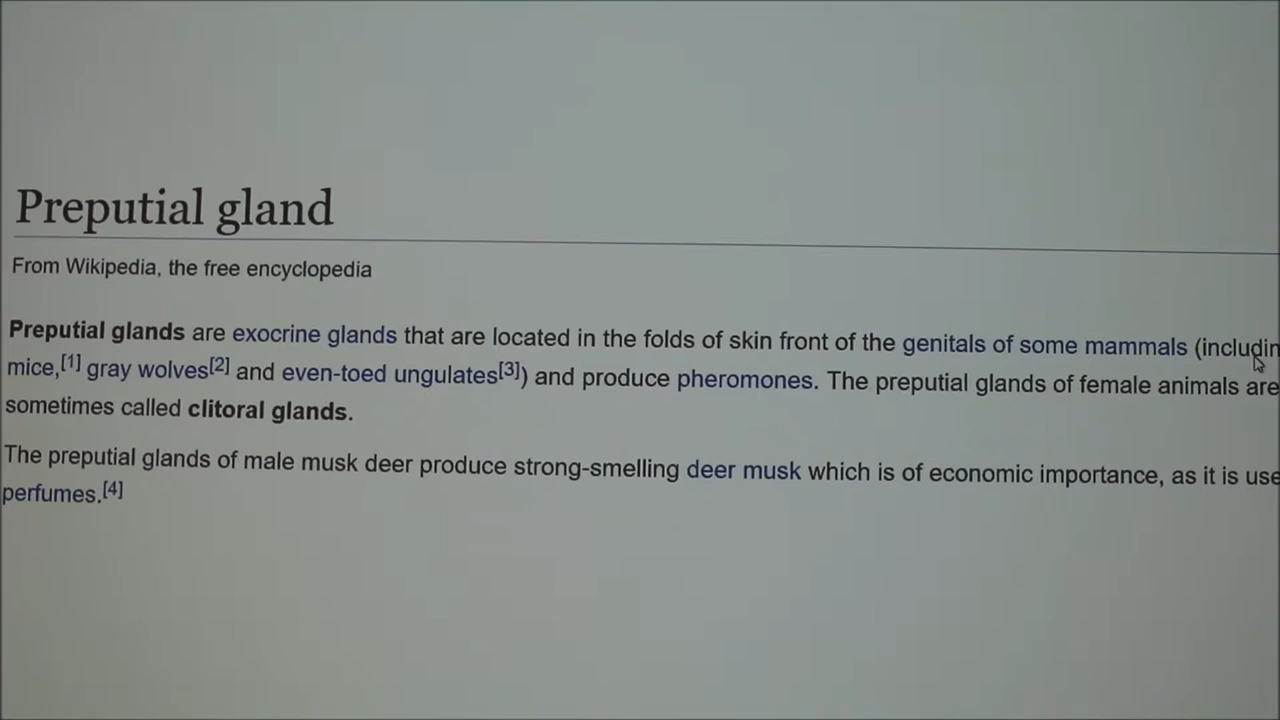 Preputial gland
From Wikipedia, the free encyclopedia
Preputial glands are exocrine glands that are located in the folds of skin front of the genitals of some mammals (includin
mice,[1] gray wolves[2] and even-toed ungulates[3]) and produce pheromones. The preputial glands of female animals are
sometimes called clitoral glands.
The preputial glands of male musk deer produce strong-smelling deer musk which is of economic importance, as it is use
perfumes.[4]